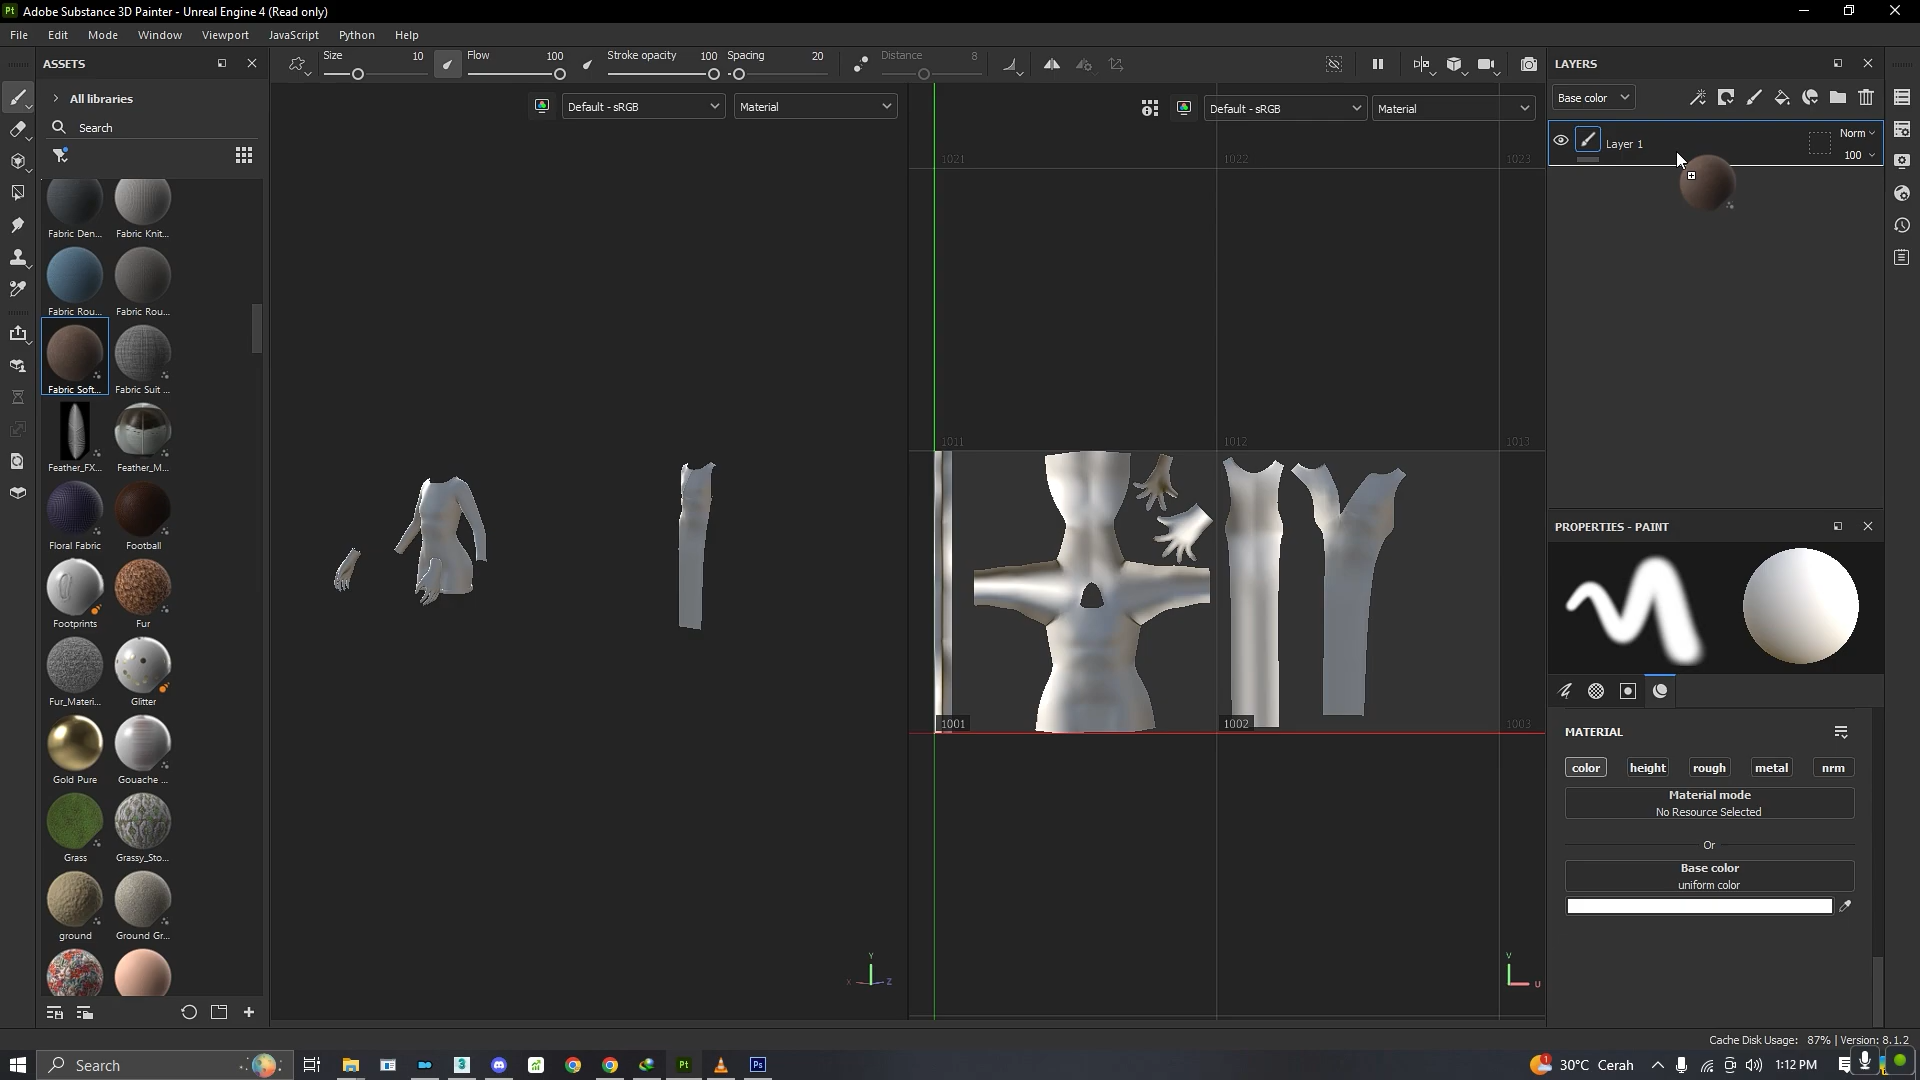 Pt Adobe Substance 3D Painter - Unreal Engine 4 (Read only)
File Edit Mode Window Viewport JavaScript Python Help
ASSETS
Size 10 Flow 100 Stroke opacity 100 Spacing 20 Distance 8
LAYERS
All libraries
Search
Default - sRGB Material
Default - sRGB Material
Base color
Layer 1
Norm
100
1021 1022 1023
1011 1012 1013
1001 1002 1003
Fabric Den... Fabric Knit...
Fabric Rou... Fabric Rou...
Fabric Soft... Fabric Suit ...
Feather_FX... Feather_M...
Floral Fabric Football
Footprints Fur
Fur_Materi... Glitter
Gold Pure Gouache ...
Grass Grassy_Sto...
ground Ground Gr...
Y
X Z
V
U
PROPERTIES - PAINT
MATERIAL
color height rough metal nrm
Material mode
No Resource Selected
Or
Base color
uniform color
Cache Disk Usage: 87% | Version: 8.1.2
Search
3
Pt
Ps
1
30°C Cerah
1:12 PM